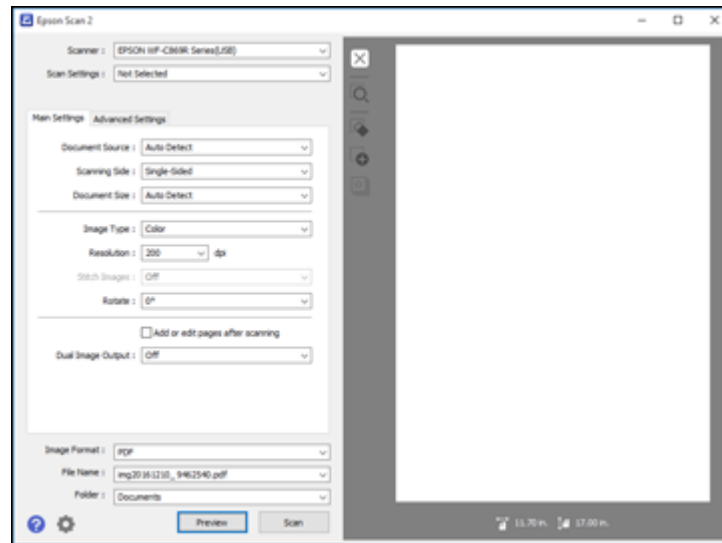 Epson Scan 2
Scanner : EPSON WF-C869R Series(USB)
Scan Settings : Not Selected
Main Settings Advanced Settings
Document Source : Auto Detect
Scanning Side : Single-Sided
Document Size : Auto Detect
Image Type : Color
Resolution : 200 dpi
Stitch Images : Off
Rotate : 0°
Add or edit pages after scanning
Dual Image Output : Off
Image Format : PDF
File Name : img20161210_9462540.pdf
Folder : Documents
Preview Scan
11.70 in. 17.00 in.